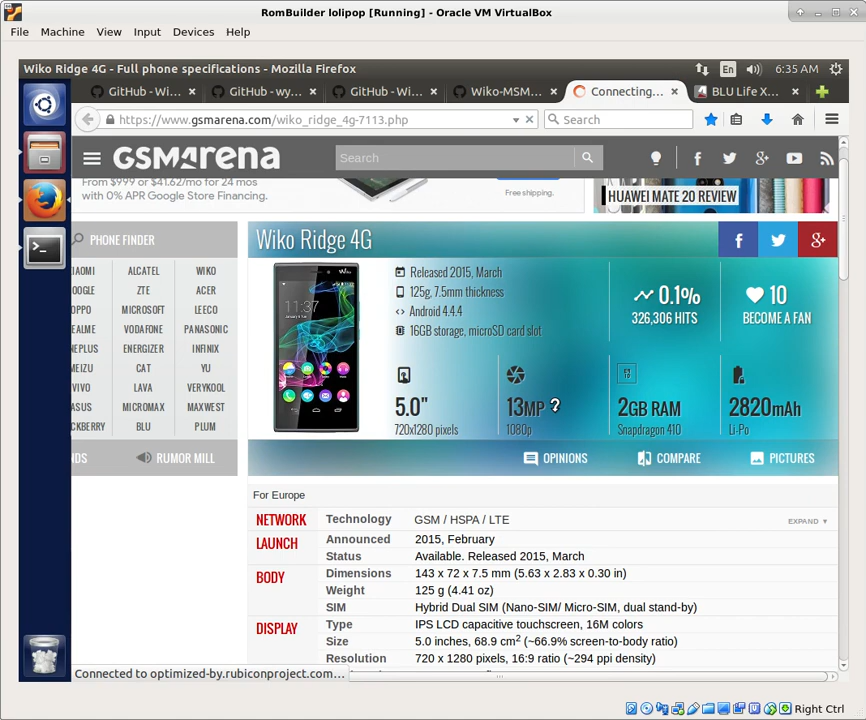 RomBuilder lolipop [Running] - Oracle VM VirtualBox
File Machine View Input Devices Help
Wiko Ridge 4G - Full phone specifications - Mozilla Firefox
En
6:35 AM
GitHub - Wi...
GitHub - wy...
GitHub - Wi...
Wiko-MSM...
Connecting...
BLU Life X...
https://www.gsmarena.com/wiko_ridge_4g-7113.php
Search
GSMArena
Search
From $999 or $41.62/mo for 24 mos
with 0% APR Google Store Financing.
Free shipping.
HUAWEI MATE 20 REVIEW
PHONE FINDER
XIAOMI ALCATEL WIKO
OOGLE ZTE ACER
OPPO MICROSOFT LEECO
EALME VODAFONE PANASONIC
NEPLUS ENERGIZER INFINIX
MEIZU CAT YU
VIVO LAVA VERYKOOL
ASUS MICROMAX MAXWEST
CKBERRY BLU PLUM
NDS RUMOR MILL
Wiko Ridge 4G
Released 2015, March
125g, 7.5mm thickness
Android 4.4.4
16GB storage, microSD card slot
0.1%
326,306 HITS
10
BECOME A FAN
5.0"
720x1280 pixels
13MP
1080p
2GB RAM
Snapdragon 410
2820mAh
Li-Po
OPINIONS
COMPARE
PICTURES
For Europe
NETWORK Technology GSM / HSPA / LTE EXPAND ▼
LAUNCH Announced 2015, February
Status Available. Released 2015, March
BODY Dimensions 143 x 72 x 7.5 mm (5.63 x 2.83 x 0.30 in)
Weight 125 g (4.41 oz)
SIM Hybrid Dual SIM (Nano-SIM/ Micro-SIM, dual stand-by)
DISPLAY Type IPS LCD capacitive touchscreen, 16M colors
Size 5.0 inches, 68.9 cm² (~66.9% screen-to-body ratio)
Resolution 720 x 1280 pixels, 16:9 ratio (~294 ppi density)
Connected to optimized-by.rubiconproject.com...
Right Ctrl